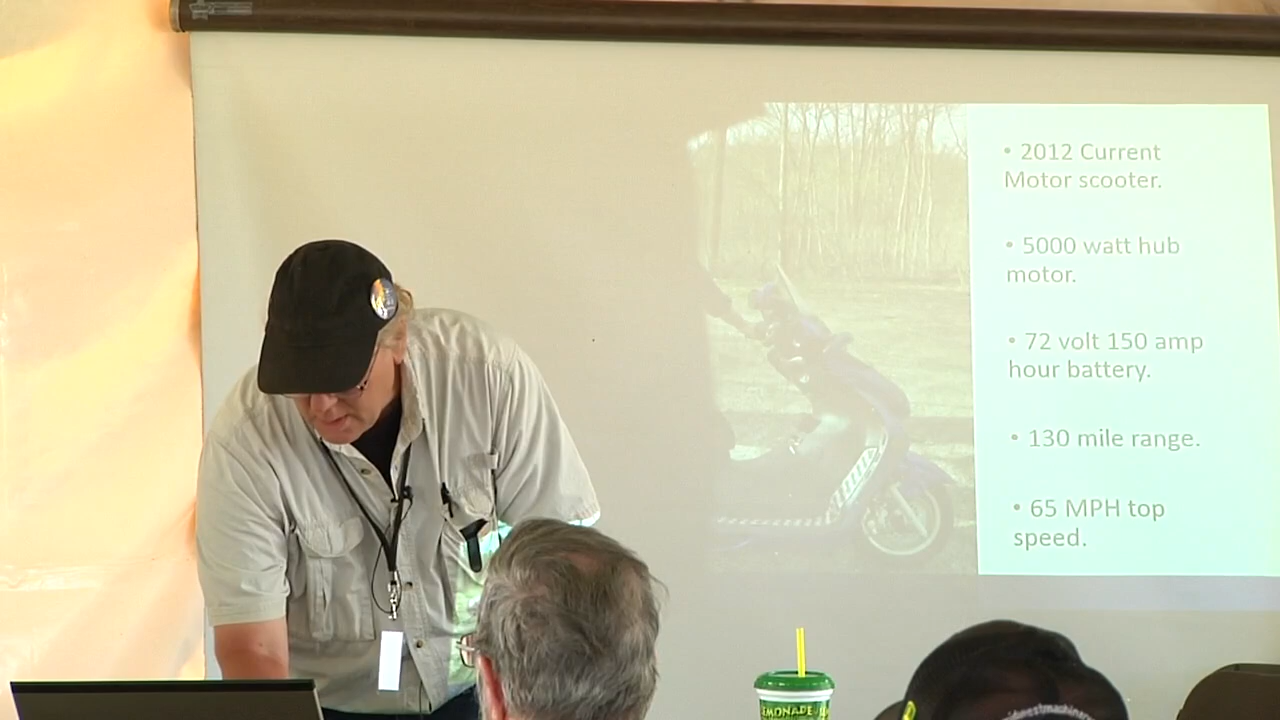 • 2012 Current
Motor scooter.
• 5000 watt hub
motor.
• 72 volt 150 amp
hour battery.
• 130 mile range.
• 65 MPH top
speed.